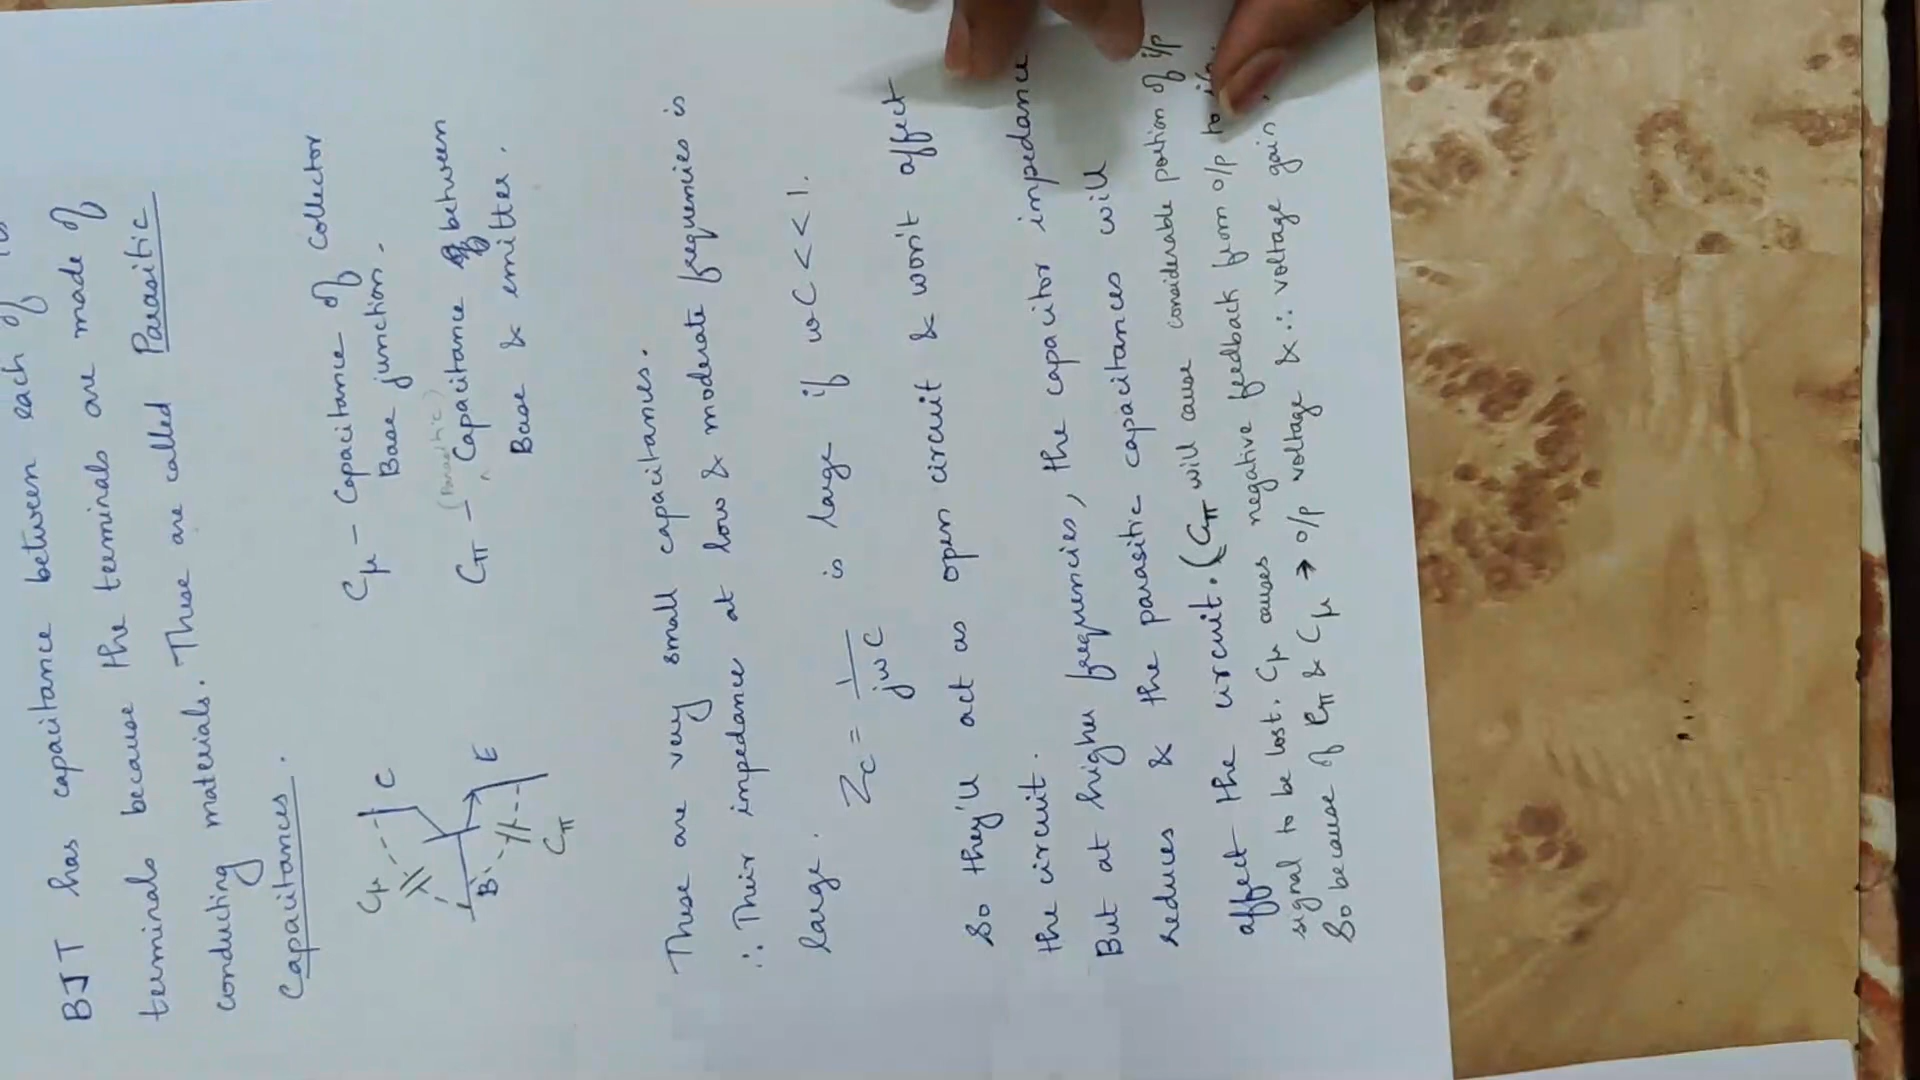 BJT has capacitance between each of its
terminals because the terminals are made of
conducting materials. These are called Parasitic
Capacitances.
Cμ
C
B
E
Cπ
Cμ - Capacitance of collector
Base junction.
(Parasitic)
Cπ - Capacitance between
Base & emitter.
These are very small capacitances.
∴ Their impedance at low & moderate frequencies is
large.
Zc = 1/jωC is large if ωC << 1.
So they'll act as open circuit & won't affect
the circuit.
But at higher frequencies, the capacitor impedance
reduces & the parasitic capacitances will
affect the circuit. (Cπ will cause considerable portion of i/p
signal to be lost. Cμ causes negative feedback from o/p to i/p.
So because of Cπ & Cμ → o/p voltage & ∴ voltage gain